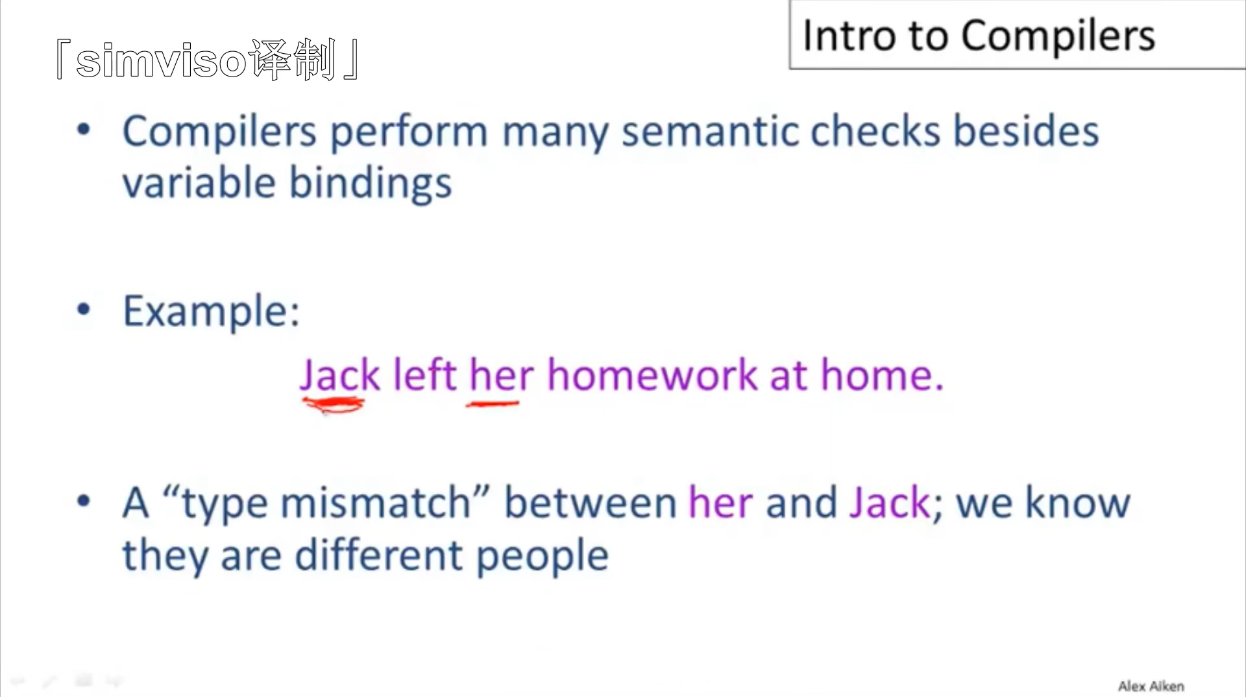 「simviso译制」
Intro to Compilers
• Compilers perform many semantic checks besides
variable bindings
• Example:
Jack left her homework at home.
• A “type mismatch” between her and Jack; we know
they are different people
Alex Aiken